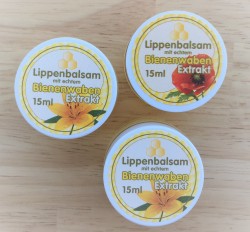 Lippenbalsam
mit echtem
Bienenwaben
Extrakt
15ml
Lippenbalsam
mit echtem
Bienenwaben
Extrakt
15ml
Lippenbalsam
mit echtem
Bienenwaben
Extrakt
15ml